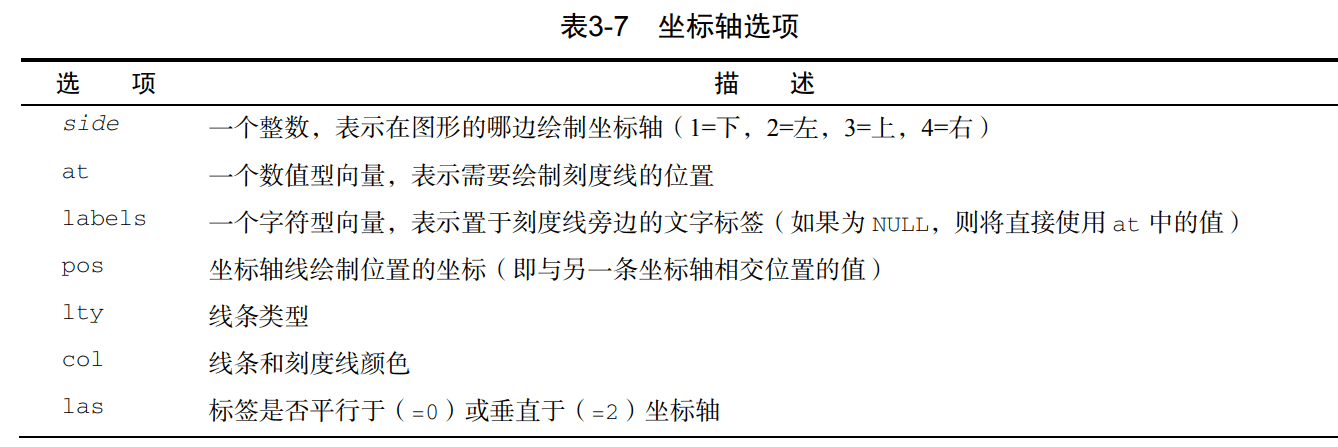 表3-7 坐标轴选项
选 项 描 述
side 一个整数，表示在图形的哪边绘制坐标轴（1=下，2=左，3=上，4=右）
at 一个数值型向量，表示需要绘制刻度线的位置
labels 一个字符型向量，表示置于刻度线旁边的文字标签（如果为 NULL，则将直接使用 at 中的值）
pos 坐标轴线绘制位置的坐标（即与另一条坐标轴相交位置的值）
lty 线条类型
col 线条和刻度线颜色
las 标签是否平行于（=0）或垂直于（=2）坐标轴